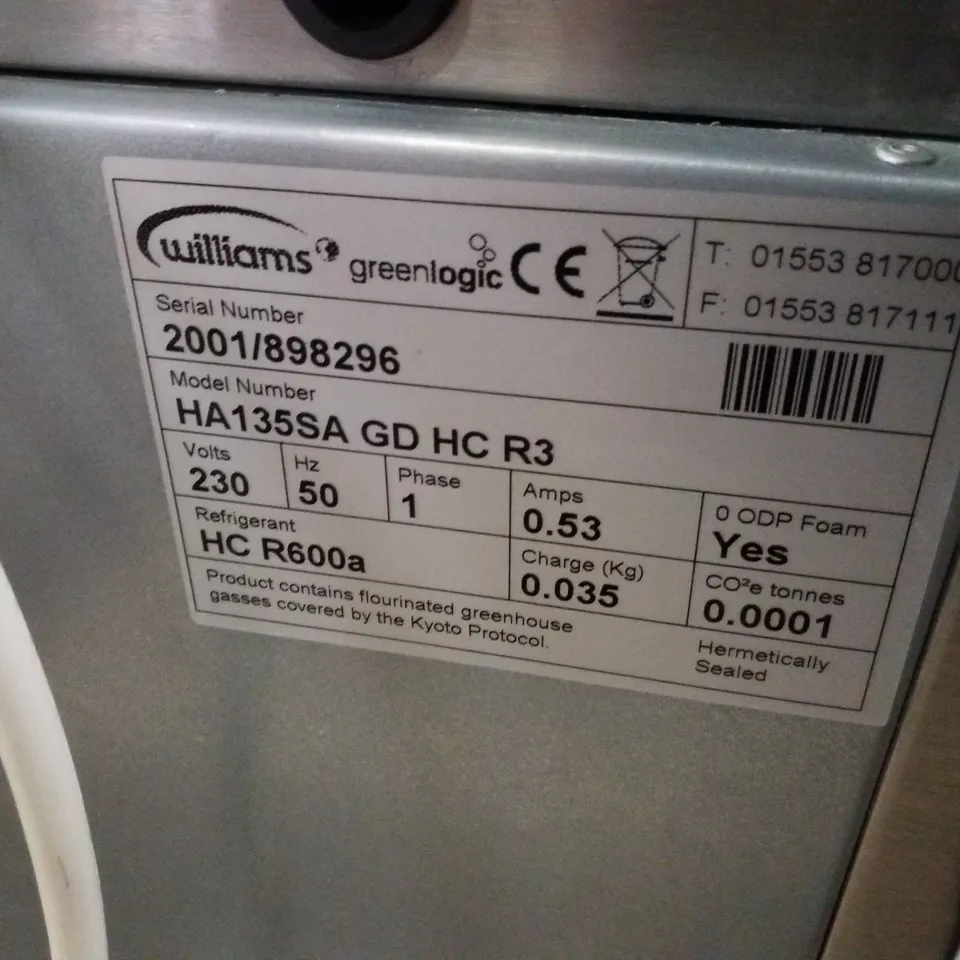 williams greenlogic CE
T: 01553 817000
F: 01553 817111
Serial Number
2001/898296
Model Number
HA135SA GD HC R3
Volts
230
Hz
50
Phase
1
Amps
0.53
0 ODP Foam
Yes
Refrigerant
HC R600a
Charge (Kg)
0.035
CO²e tonnes
0.0001
Product contains flourinated greenhouse
gasses covered by the Kyoto Protocol.
Hermetically
Sealed